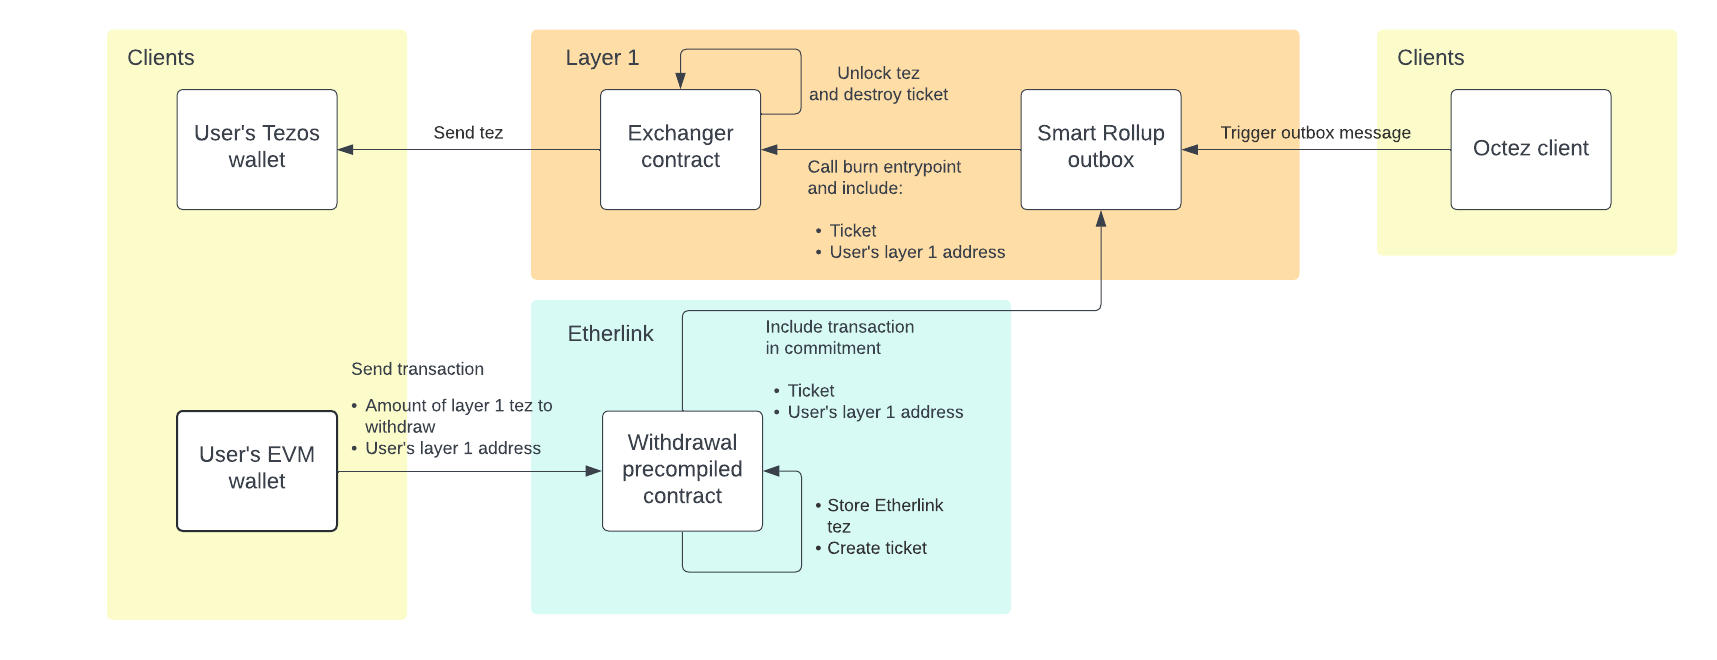 Clients
User's Tezos
wallet
Send tez
Layer 1
Exchanger
contract
Unlock tez
and destroy ticket
Call burn entrypoint
and include:
• Ticket
• User's layer 1 address
Smart Rollup
outbox
Trigger outbox message
Clients
Octez client
Send transaction
• Amount of layer 1 tez to
withdraw
• User's layer 1 address
User's EVM
wallet
Etherlink
Include transaction
in commitment
• Ticket
• User's layer 1 address
Withdrawal
precompiled
contract
• Store Etherlink
tez
• Create ticket